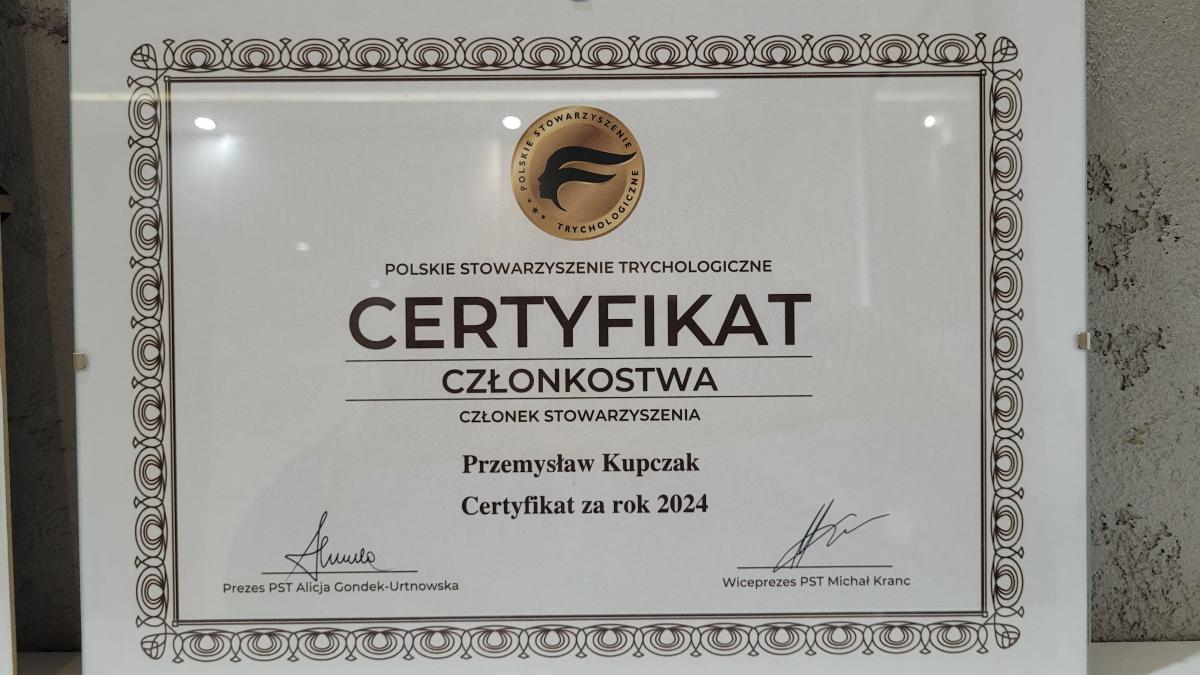 POLSKIE STOWARZYSZENIE
TRYCHOLOGICZNE
POLSKIE STOWARZYSZENIE TRYCHOLOGICZNE
CERTYFIKAT
CZŁONKOSTWA
CZŁONEK STOWARZYSZENIA
Przemysław Kupczak
Certyfikat za rok 2024
Prezes PST Alicja Gondek-Urtnowska
Wiceprezes PST Michał Kranc